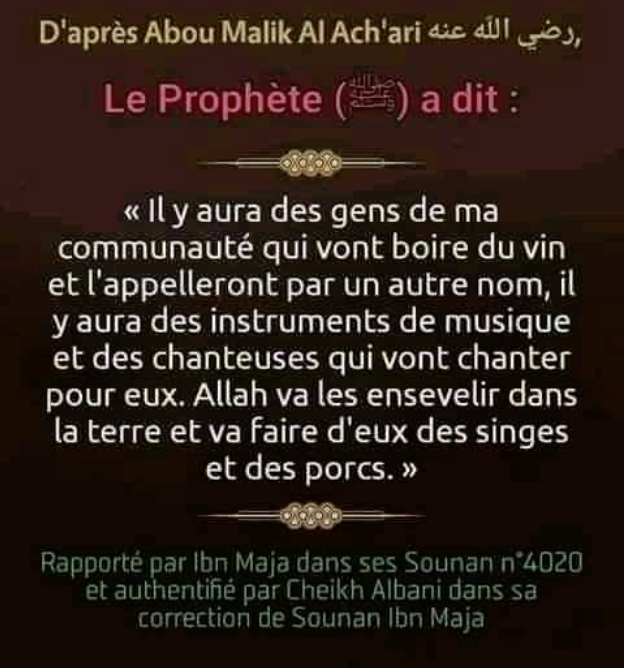 D'après Abou Malik Al Ach'ari رضي الله عنه,
Le Prophète (ﷺ) a dit :
« Il y aura des gens de ma
communauté qui vont boire du vin
et l'appelleront par un autre nom, il
y aura des instruments de musique
et des chanteuses qui vont chanter
pour eux. Allah va les ensevelir dans
la terre et va faire d'eux des singes
et des porcs. »
Rapporté par Ibn Maja dans ses Sounan n°4020
et authentifié par Cheikh Albani dans sa
correction de Sounan Ibn Maja